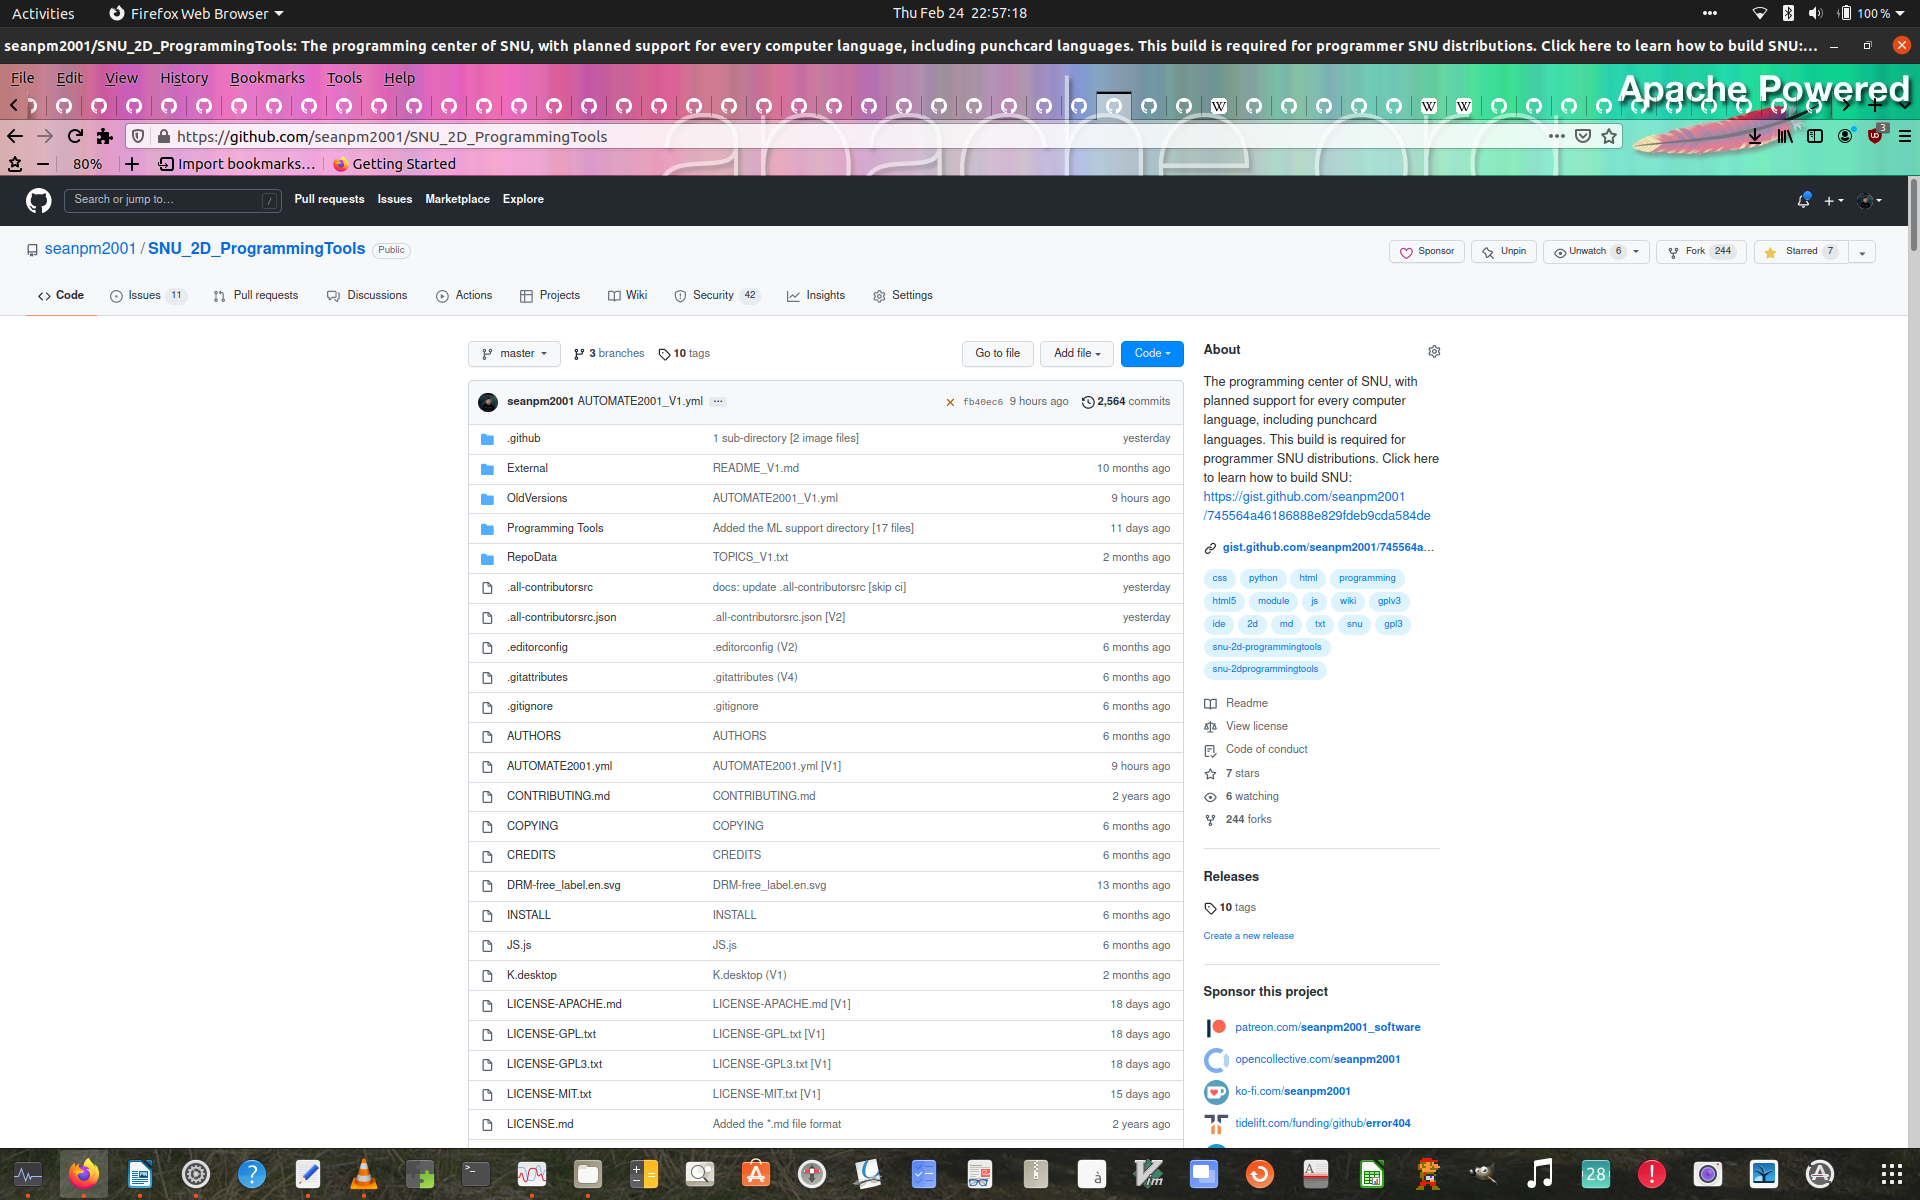 Activities
Firefox Web Browser
Thu Feb 24 22:57:18
100 %
seanpm2001/SNU_2D_ProgrammingTools: The programming center of SNU, with planned support for every computer language, including punchcard languages. This build is required for programmer SNU distributions. Click here to learn how to build SNU:…
File Edit View History Bookmarks Tools Help
Apache Powered
https://github.com/seanpm2001/SNU_2D_ProgrammingTools
3
80%
Import bookmarks…
Getting Started
apache.org
Search or jump to…
/
Pull requests Issues Marketplace Explore
seanpm2001 / SNU_2D_ProgrammingTools Public
Sponsor
Unpin
Unwatch 6
Fork 244
Starred 7
Code
Issues 11
Pull requests
Discussions
Actions
Projects
Wiki
Security 42
Insights
Settings
master
3 branches
10 tags
Go to file
Add file
Code
seanpm2001 AUTOMATE2001_V1.yml
fb40ec6 9 hours ago
2,564 commits
.github 1 sub-directory [2 image files] yesterday
External README_V1.md 10 months ago
OldVersions AUTOMATE2001_V1.yml 9 hours ago
Programming Tools Added the ML support directory [17 files] 11 days ago
RepoData TOPICS_V1.txt 2 months ago
.all-contributorsrc docs: update .all-contributorsrc [skip ci] yesterday
.all-contributorsrc.json .all-contributorsrc.json [V2] yesterday
.editorconfig .editorconfig (V2) 6 months ago
.gitattributes .gitattributes (V4) 6 months ago
.gitignore .gitignore 6 months ago
AUTHORS AUTHORS 6 months ago
AUTOMATE2001.yml AUTOMATE2001.yml [V1] 9 hours ago
CONTRIBUTING.md CONTRIBUTING.md 2 years ago
COPYING COPYING 6 months ago
CREDITS CREDITS 6 months ago
DRM-free_label.en.svg DRM-free_label.en.svg 13 months ago
INSTALL INSTALL 6 months ago
JS.js JS.js 6 months ago
K.desktop K.desktop (V1) 2 months ago
LICENSE-APACHE.md LICENSE-APACHE.md [V1] 18 days ago
LICENSE-GPL.txt LICENSE-GPL.txt [V1] 18 days ago
LICENSE-GPL3.txt LICENSE-GPL3.txt [V1] 18 days ago
LICENSE-MIT.txt LICENSE-MIT.txt [V1] 15 days ago
LICENSE.md Added the *.md file format 2 years ago
About
The programming center of SNU, with
planned support for every computer
language, including punchcard
languages. This build is required for
programmer SNU distributions. Click here
to learn how to build SNU:
https://gist.github.com/seanpm2001
/745564a46186888e829fdeb9cda584de
gist.github.com/seanpm2001/745564a…
css python html programming
html5 module js wiki gplv3
ide 2d md txt snu gpl3
snu-2d-programmingtools
snu-2dprogrammingtools
Readme
View license
Code of conduct
7 stars
6 watching
244 forks
Releases
10 tags
Create a new release
Sponsor this project
patreon.com/seanpm2001_software
opencollective.com/seanpm2001
ko-fi.com/seanpm2001
tidelift.com/funding/github/error404
28